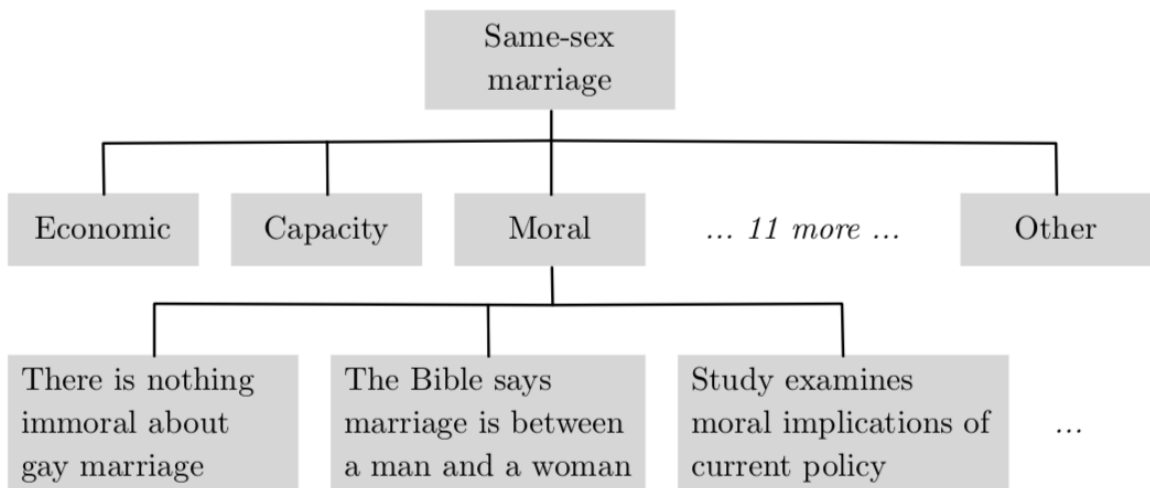 Same-sex
marriage
Economic
Capacity
Moral
... 11 more ...
Other
There is nothing
immoral about
gay marriage
The Bible says
marriage is between
a man and a woman
Study examines
moral implications of
current policy
...